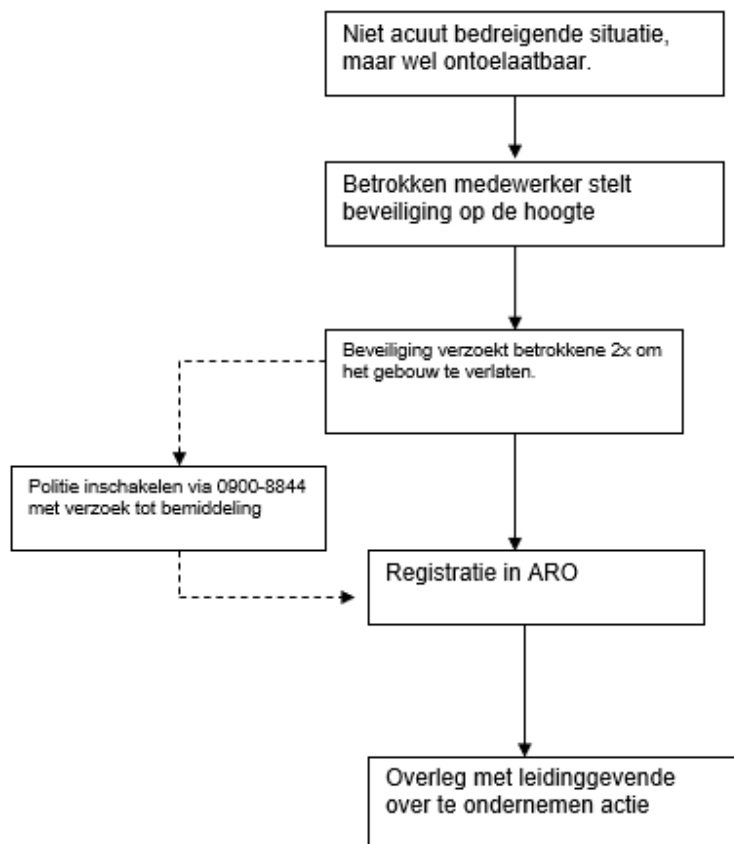 Niet acuut bedreigende situatie,
maar wel ontoelaatbaar.
Betrokken medewerker stelt
beveiliging op de hoogte
Beveiliging verzoekt betrokkene 2x om
het gebouw te verlaten.
Politie inschakelen via 0900-8844
met verzoek tot bemiddeling
Registratie in ARO
Overleg met leidinggevende
over te ondernemen actie